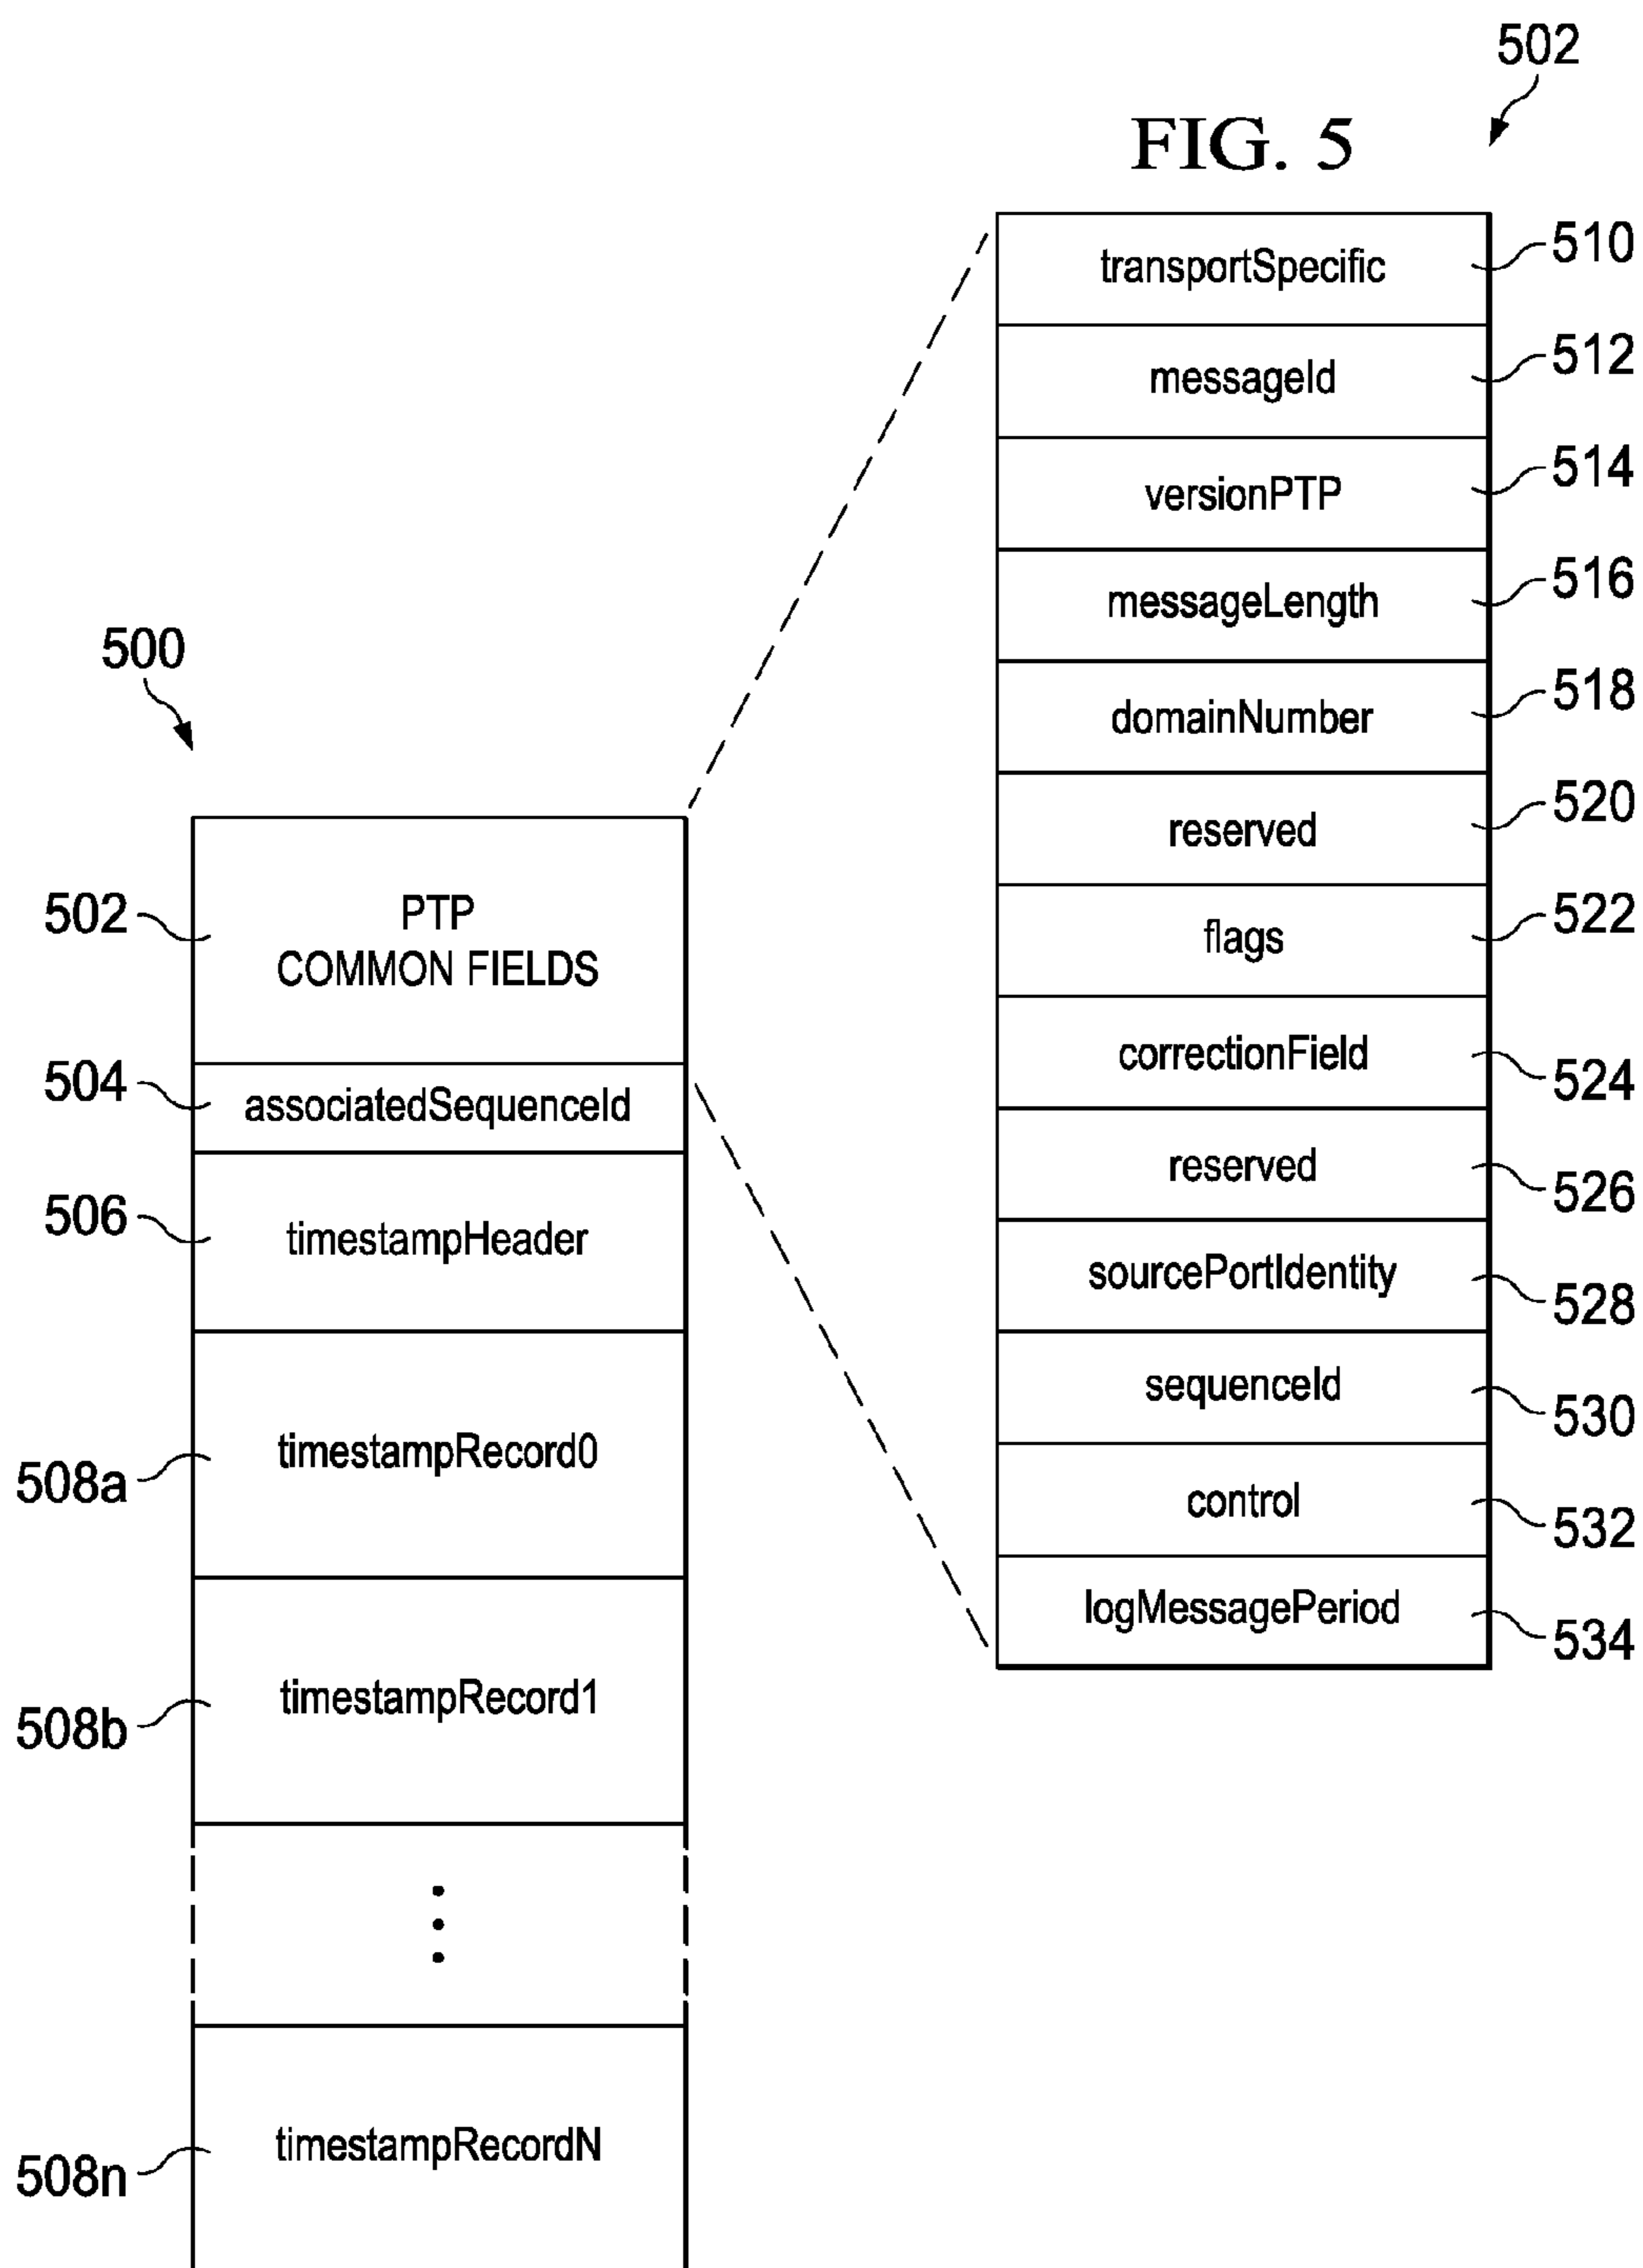 502
FIG. 5
transportSpecific
510
messageId
512
versionPTP
514
messageLength
516
domainNumber
518
reserved
520
flags
522
correctionField
524
reserved
526
sourcePortIdentity
528
sequenceId
530
control
532
logMessagePeriod
534
500
502
PTP
COMMON FIELDS
504
associatedSequenceId
506
timestampHeader
508a
timestampRecord0
508b
timestampRecord1
508n
timestampRecordN